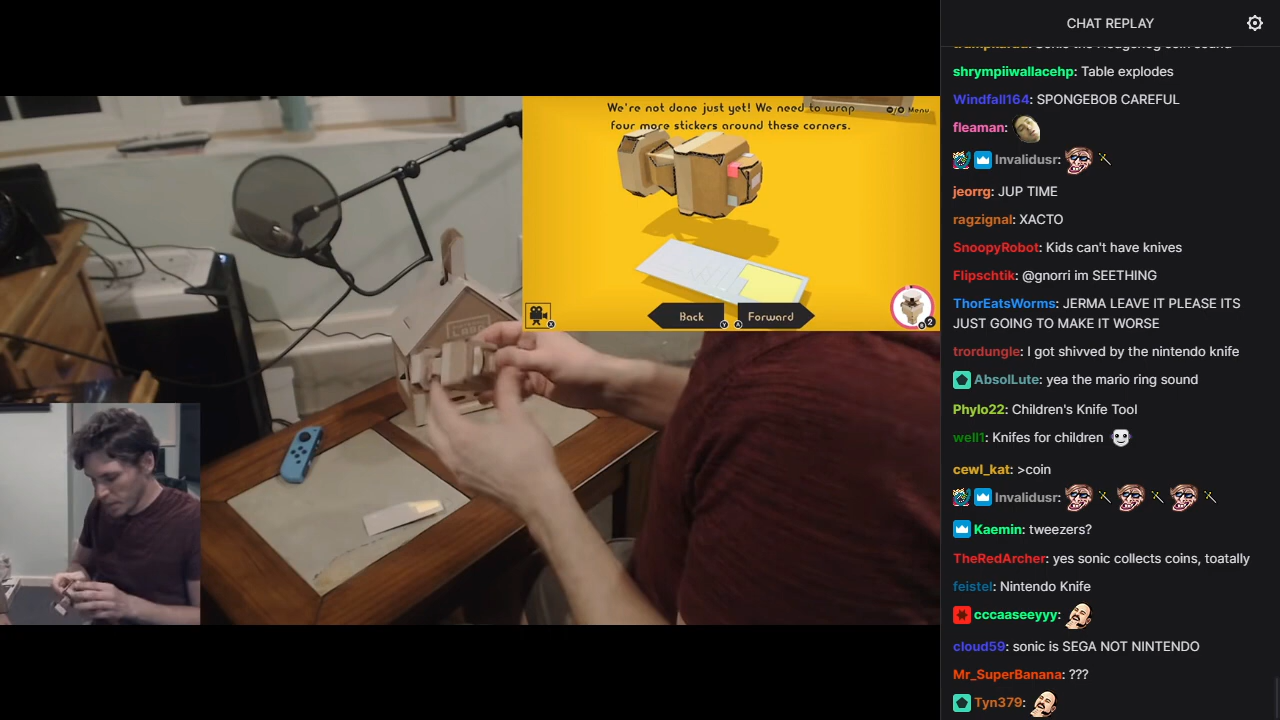 CHAT REPLAY
shrympiiwallacehp: Table explodes
Windfall164: SPONGEBOB CAREFUL
fleaman:
Invalidusr:
jeorrg: JUP TIME
ragzignal: XACTO
SnoopyRobot: Kids can't have knives
Flipschtik: @gnorri im SEETHING
ThorEatsWorms: JERMA LEAVE IT PLEASE ITS
JUST GOING TO MAKE IT WORSE
trordungle: I got shivved by the nintendo knife
AbsolLute: yea the mario ring sound
Phylo22: Children's Knife Tool
well1: Knifes for children
cewl_kat: >coin
Invalidusr:
Kaemin: tweezers?
TheRedArcher: yes sonic collects coins, toatally
feistel: Nintendo Knife
cccaaseeyyy:
cloud59: sonic is SEGA NOT NINTENDO
Mr_SuperBanana: ???
Tyn379:
We're not done just yet! We need to wrap
four more stickers around these corners.
Menu
Back
Y
A
Forward
X
2